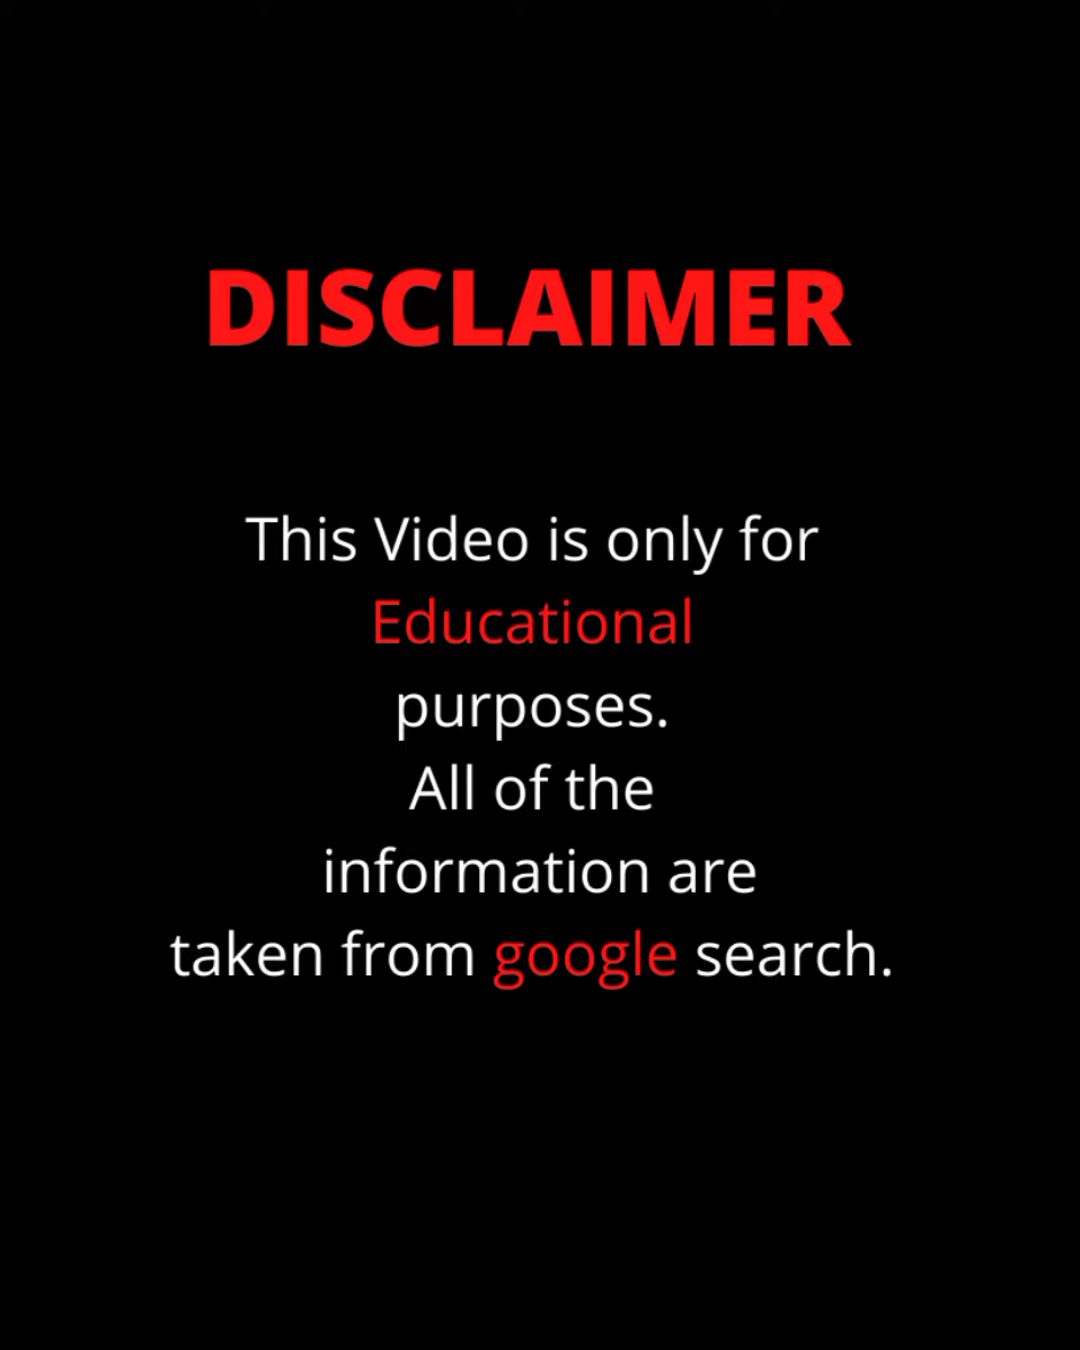 DISCLAIMER
This Video is only for
Educational
purposes.
All of the
information are
taken from google search.